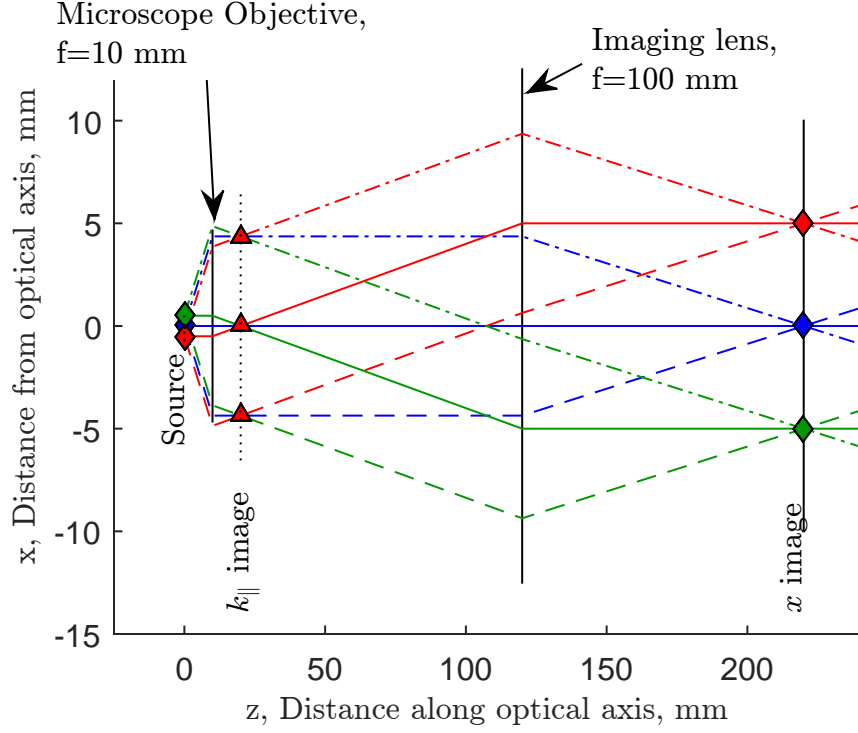 Microscope Objective,
f=10 mm
Imaging lens,
f=100 mm
x, Distance from optical axis, mm
10
5
0
-5
-10
-15
Source
k∥ image
x image
0
50
100
150
200
z, Distance along optical axis, mm